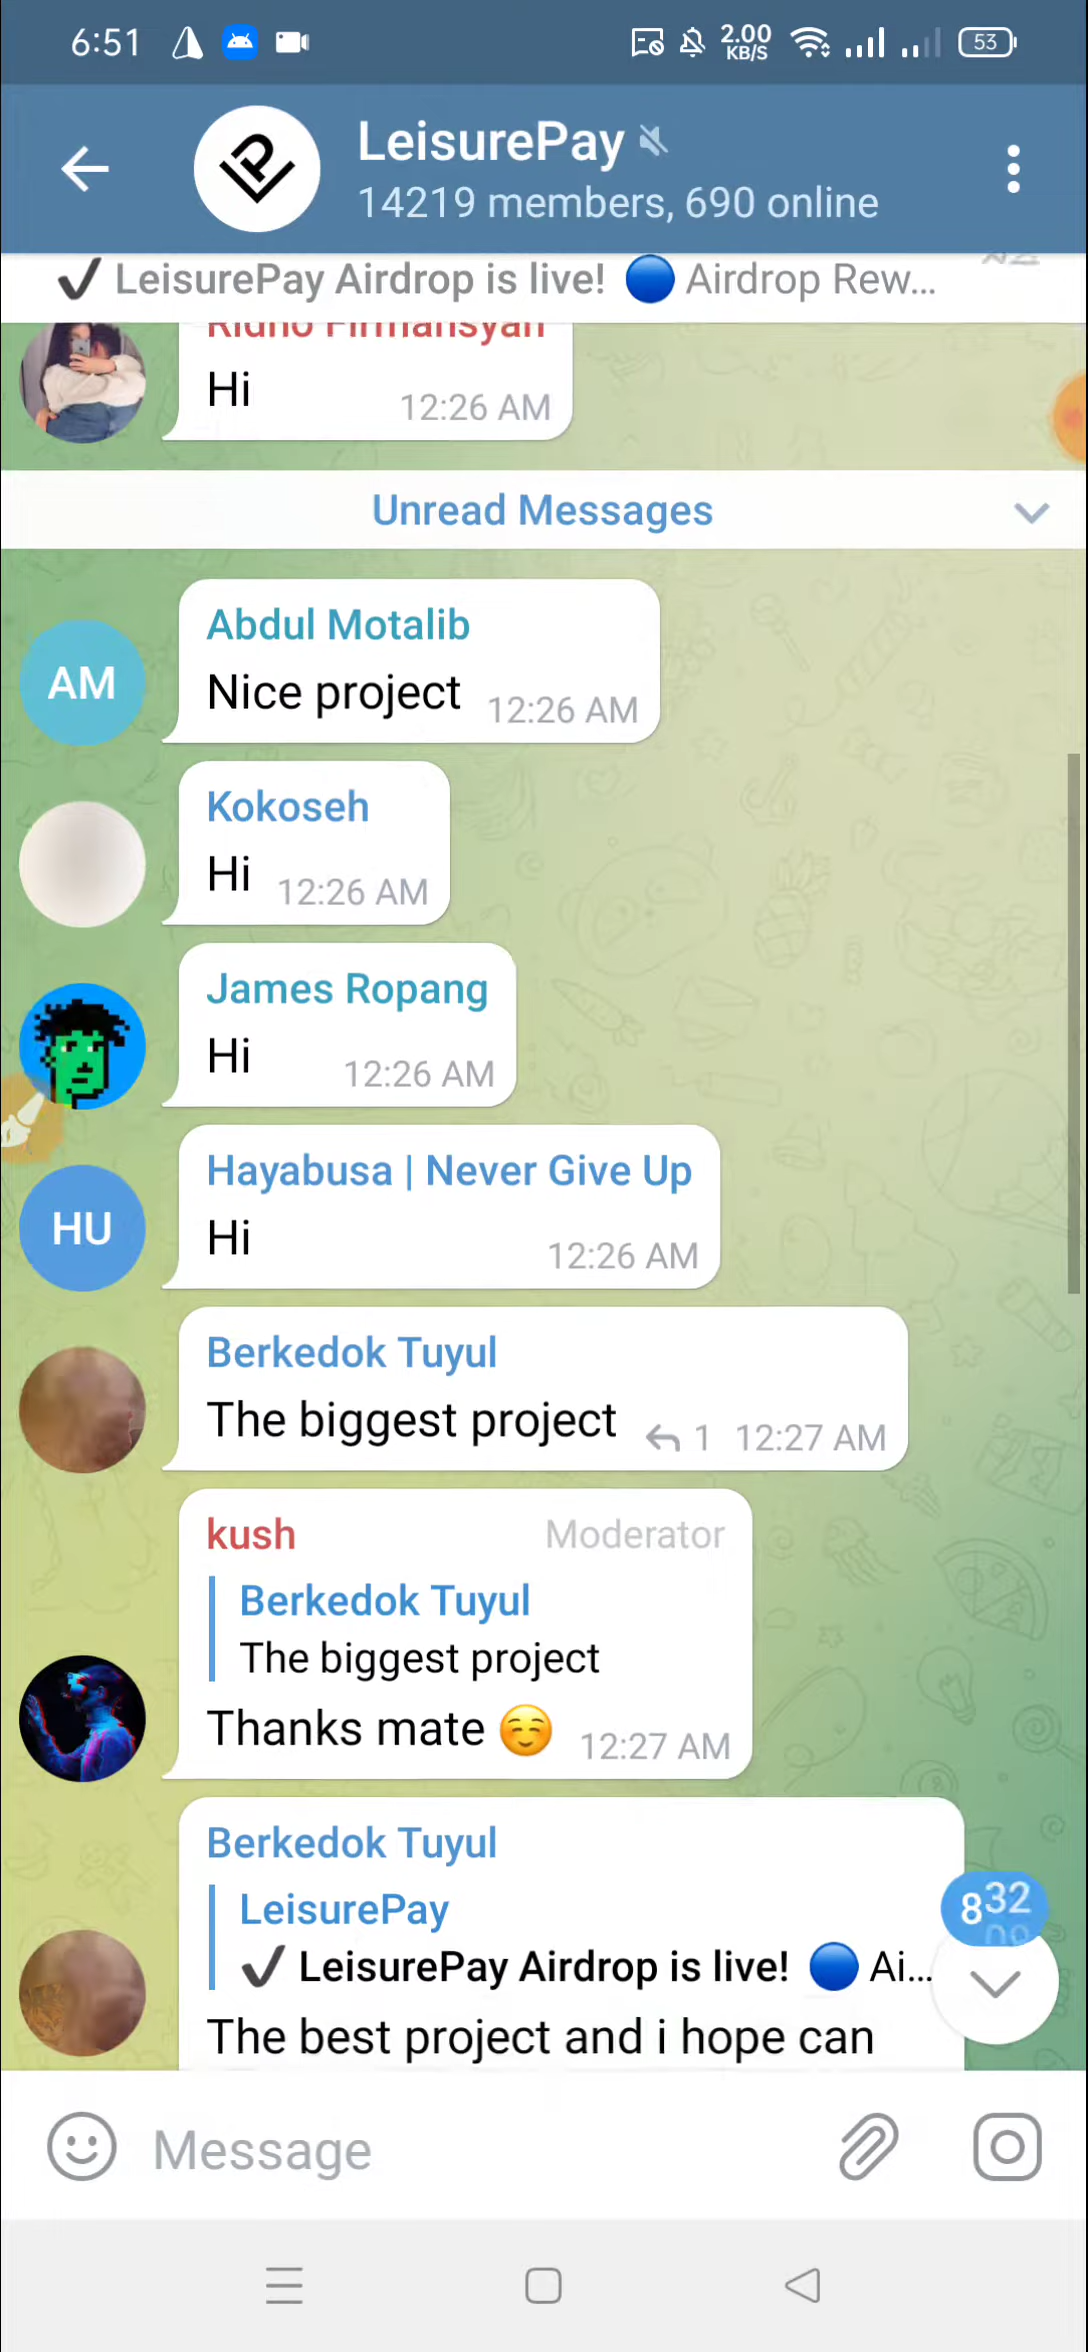 6:51
2.00
KB/S
53
LeisurePay
14219 members, 690 online
✔ LeisurePay Airdrop is live! 🔵 Airdrop Rew...
Ridho Firmansyah
Hi
12:26 AM
Unread Messages
Abdul Motalib
AM
Nice project 12:26 AM
Kokoseh
Hi 12:26 AM
James Ropang
Hi 12:26 AM
Hayabusa | Never Give Up
HU
Hi 12:26 AM
Berkedok Tuyul
The biggest project 1 12:27 AM
kush Moderator
Berkedok Tuyul
The biggest project
Thanks mate ☺️ 12:27 AM
Berkedok Tuyul
LeisurePay
✔ LeisurePay Airdrop is live! 🔵 Ai...
The best project and i hope can
Message